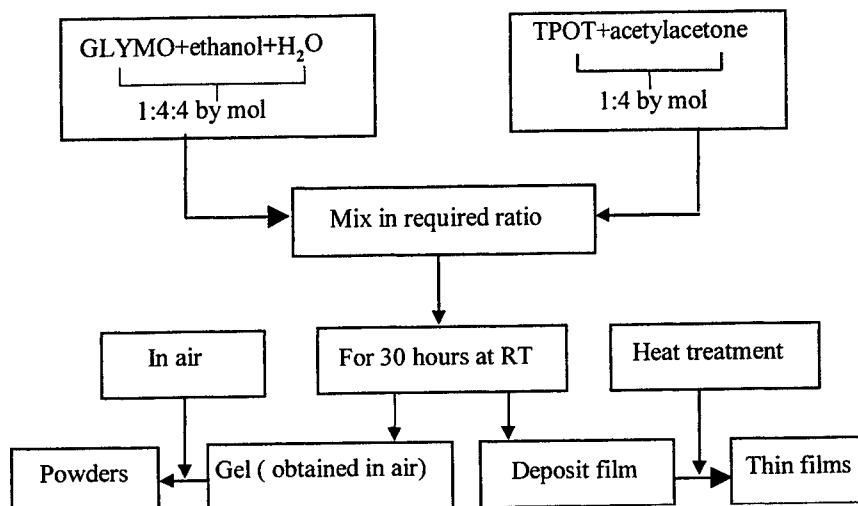 GLYMO+ethanol+H₂O
1:4:4 by mol
TPOT+acetylacetone
1:4 by mol
Mix in required ratio
In air
For 30 hours at RT
Heat treatment
Powders
Gel ( obtained in air)
Deposit film
Thin films